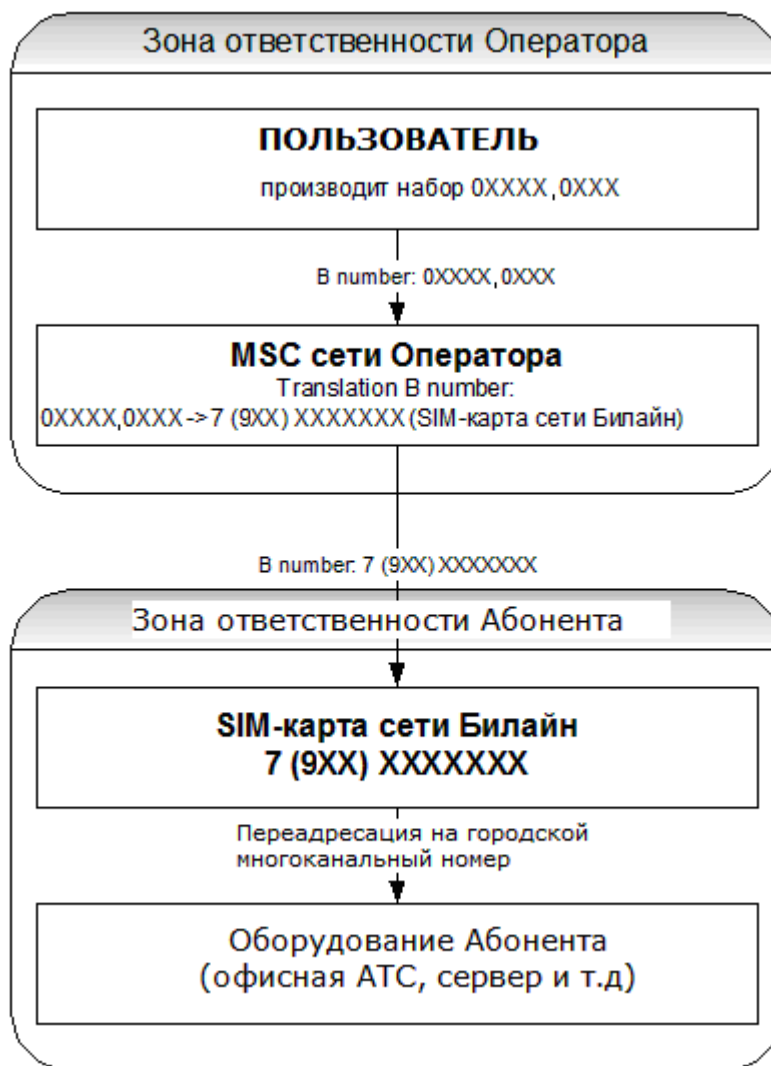 Зона ответственности Оператора
ПОЛЬЗОВАТЕЛЬ
производит набор 0XXXX,0XXX
B number: 0XXXX,0XXX
MSC сети Оператора
Translation B number:
0XXXX,0XXX->7 (9XX) XXXXXXX(SIM-карта сети Билайн)
B number: 7 (9XX) XXXXXXX
Зона ответственности Абонента
SIM-карта сети Билайн
7 (9XX) XXXXXXX
Переадресация на городской
многоканальный номер
Оборудование Абонента
(офисная АТС, сервер и т.д)